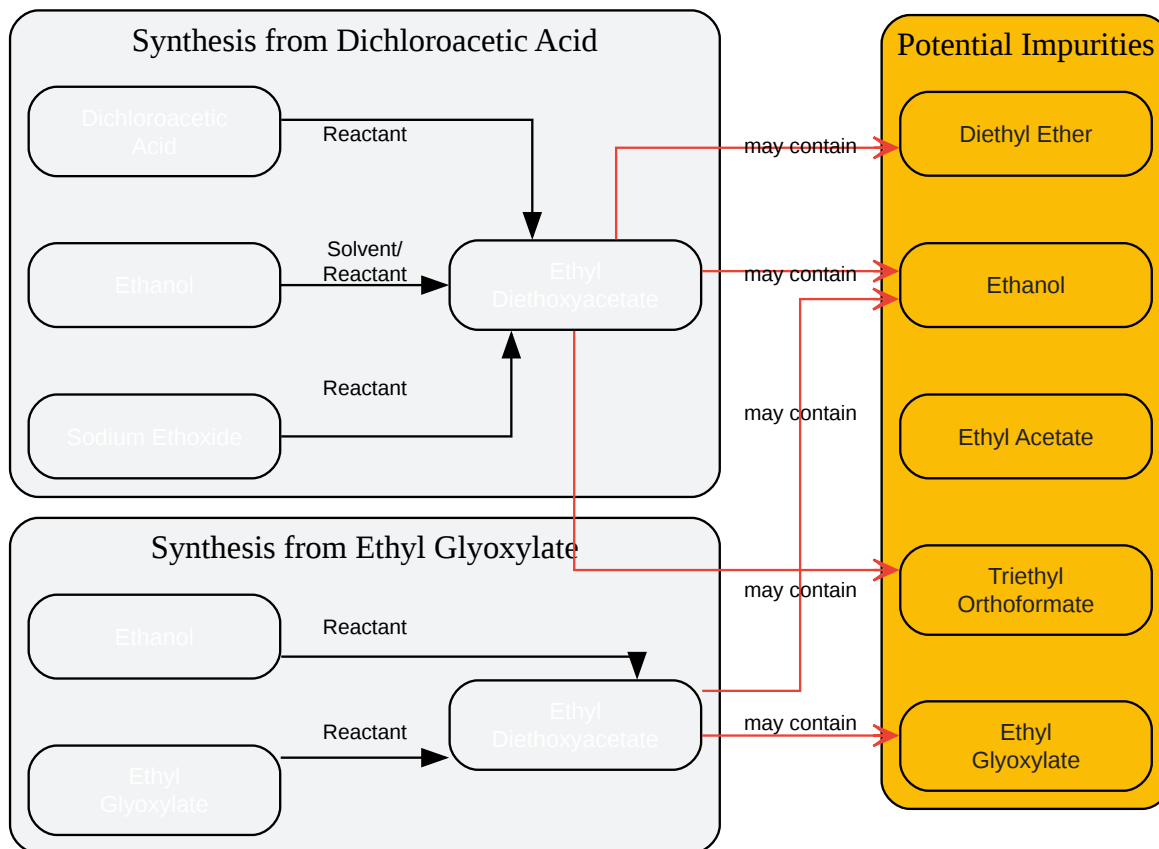 Synthesis from Dichloroacetic Acid
Dichloroacetic
Acid
Reactant
Ethanol
Solvent/
Reactant
Ethyl
Diethoxyacetate
Sodium Ethoxide
Reactant
Synthesis from Ethyl Glyoxylate
Ethanol
Reactant
Ethyl
Glyoxylate
Reactant
Ethyl
Diethoxyacetate
may contain
may contain
may contain
may contain
may contain
Potential Impurities
Diethyl Ether
Ethanol
Ethyl Acetate
Triethyl
Orthoformate
Ethyl
Glyoxylate